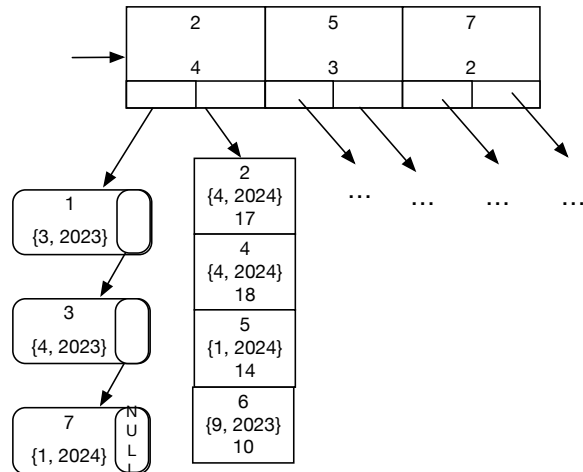 2 5 7
4 3 2
2
{4, 2024}
17
... ... ... ...
1
{3, 2023}
4
{4, 2024}
18
3
{4, 2023}
5
{1, 2024}
14
6
{9, 2023}
10
7
{1, 2024}
N
U
L
L